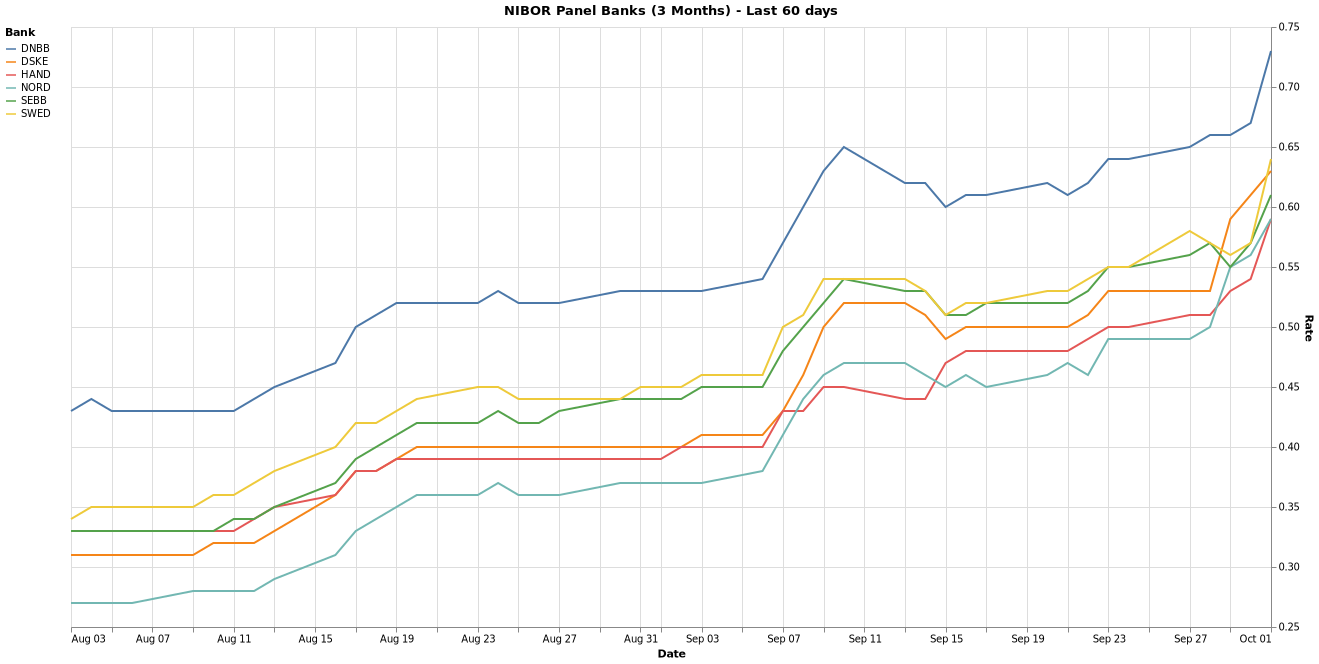 NIBOR Panel Banks (3 Months) - Last 60 days
Bank
DNBB
DSKE
HAND
NORD
SEBB
SWED
0.75
0.70
0.65
0.60
0.55
0.50
0.45
0.40
0.35
0.30
0.25
Rate
Aug 03 Aug 07 Aug 11 Aug 15 Aug 19 Aug 23 Aug 27 Aug 31 Sep 03 Sep 07 Sep 11 Sep 15 Sep 19 Sep 23 Sep 27 Oct 01
Date